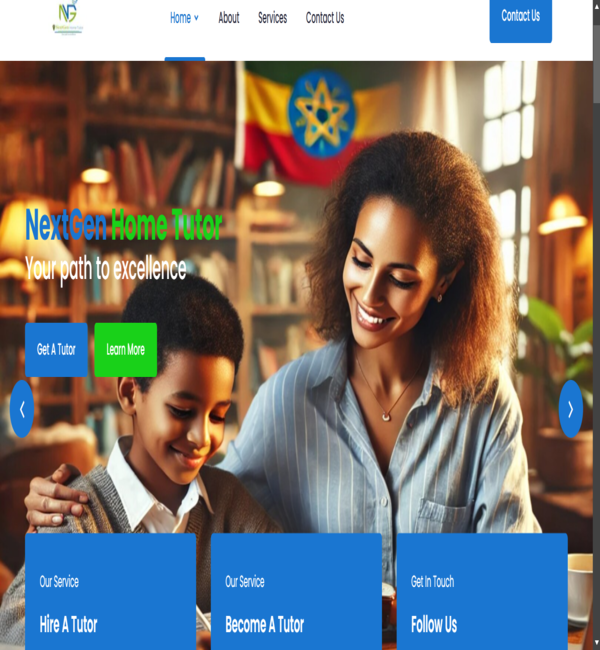 NG
Home About Services Contact Us
Contact Us
NextGen Home Tutor
Your path to excellence
Get A Tutor Learn More
Our Service
Hire A Tutor
Our Service
Become A Tutor
Get In Touch
Follow Us